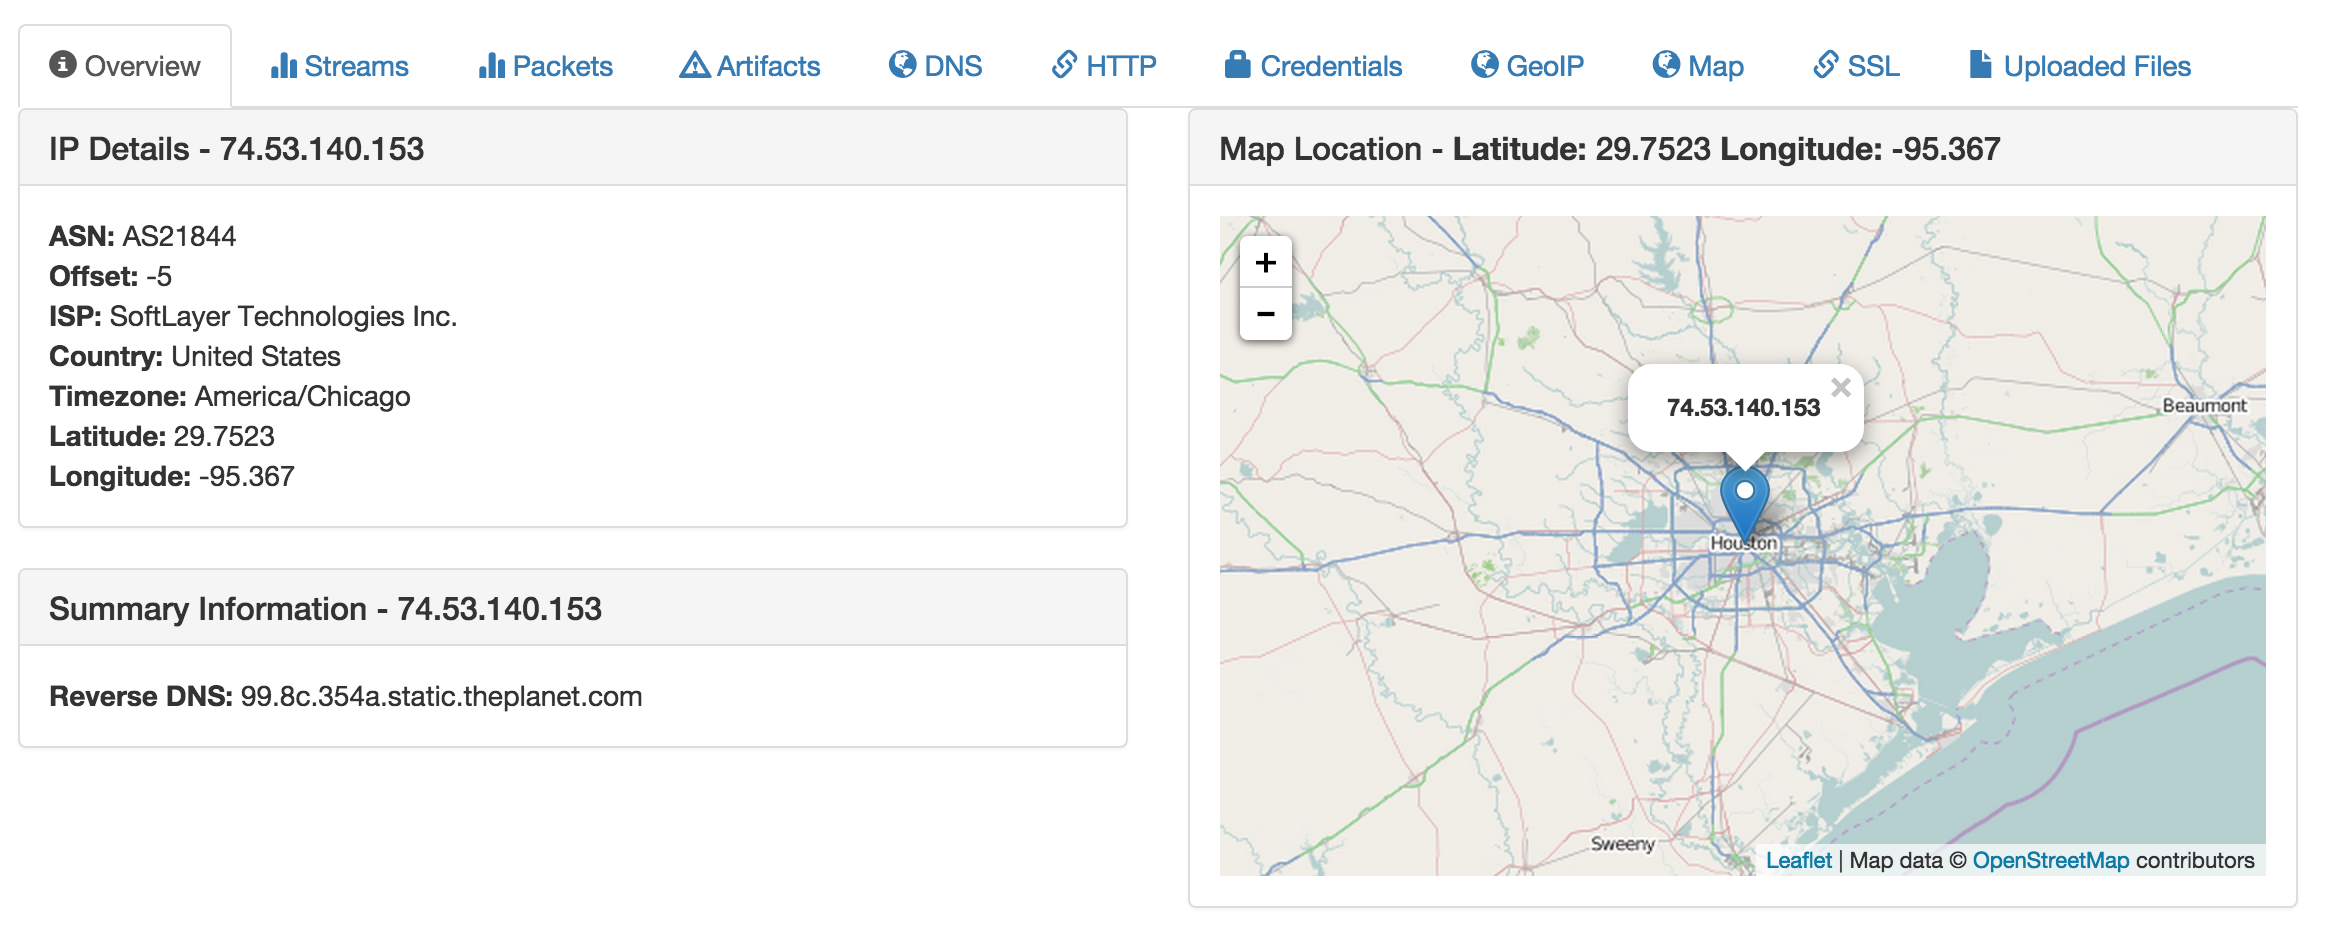 Overview Streams Packets Artifacts DNS HTTP Credentials GeoIP Map SSL Uploaded Files
IP Details - 74.53.140.153
ASN: AS21844
Offset: -5
ISP: SoftLayer Technologies Inc.
Country: United States
Timezone: America/Chicago
Latitude: 29.7523
Longitude: -95.367
Summary Information - 74.53.140.153
Reverse DNS: 99.8c.354a.static.theplanet.com
Map Location - Latitude: 29.7523 Longitude: -95.367
+
−
74.53.140.153 ×
Beaumont
Houston
Sweeny
Leaflet | Map data © OpenStreetMap contributors